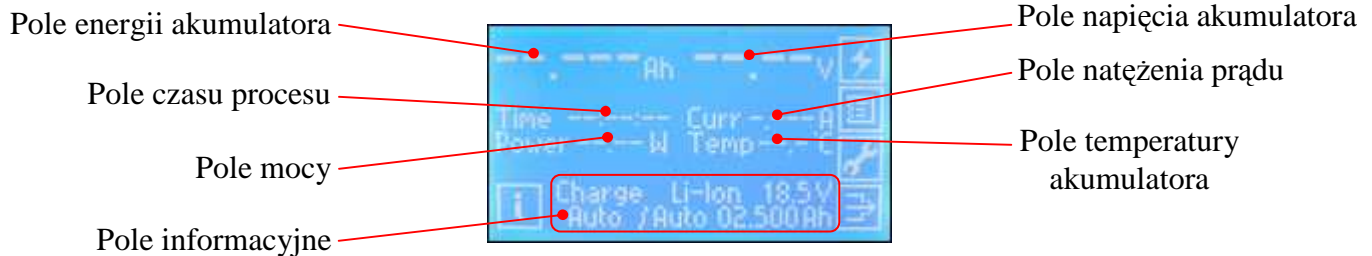 Pole energii akumulatora
Pole napięcia akumulatora
--.--- Ah --.-- V
Pole natężenia prądu
Pole czasu procesu
Time --:--:-- Curr -.-- A
Power --.-- W Temp --.- °C
Pole temperatury
akumulatora
Pole mocy
Charge Li-Ion 18.5V
i Auto /Auto 02.500Ah
Pole informacyjne